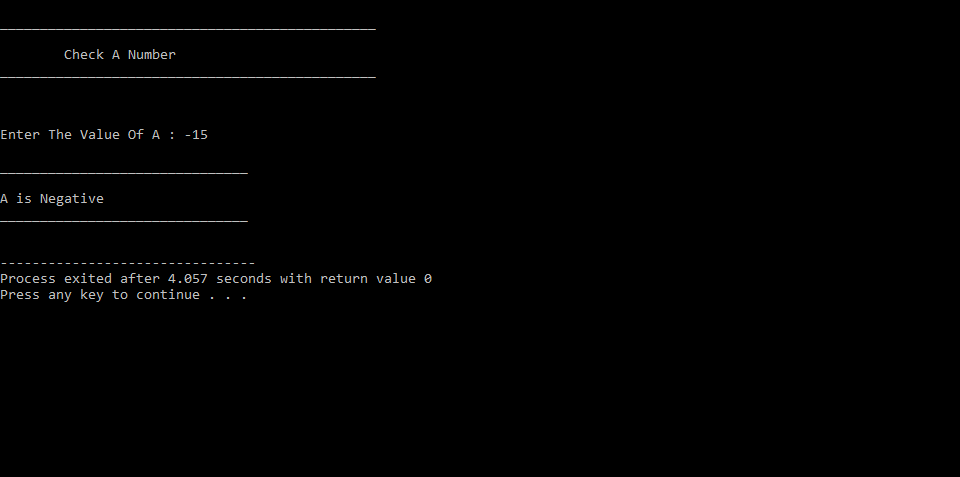 _______________________________________________
Check A Number
_______________________________________________
Enter The Value Of A : -15
_______________________________
A is Negative
_______________________________
--------------------------------
Process exited after 4.057 seconds with return value 0
Press any key to continue . . .